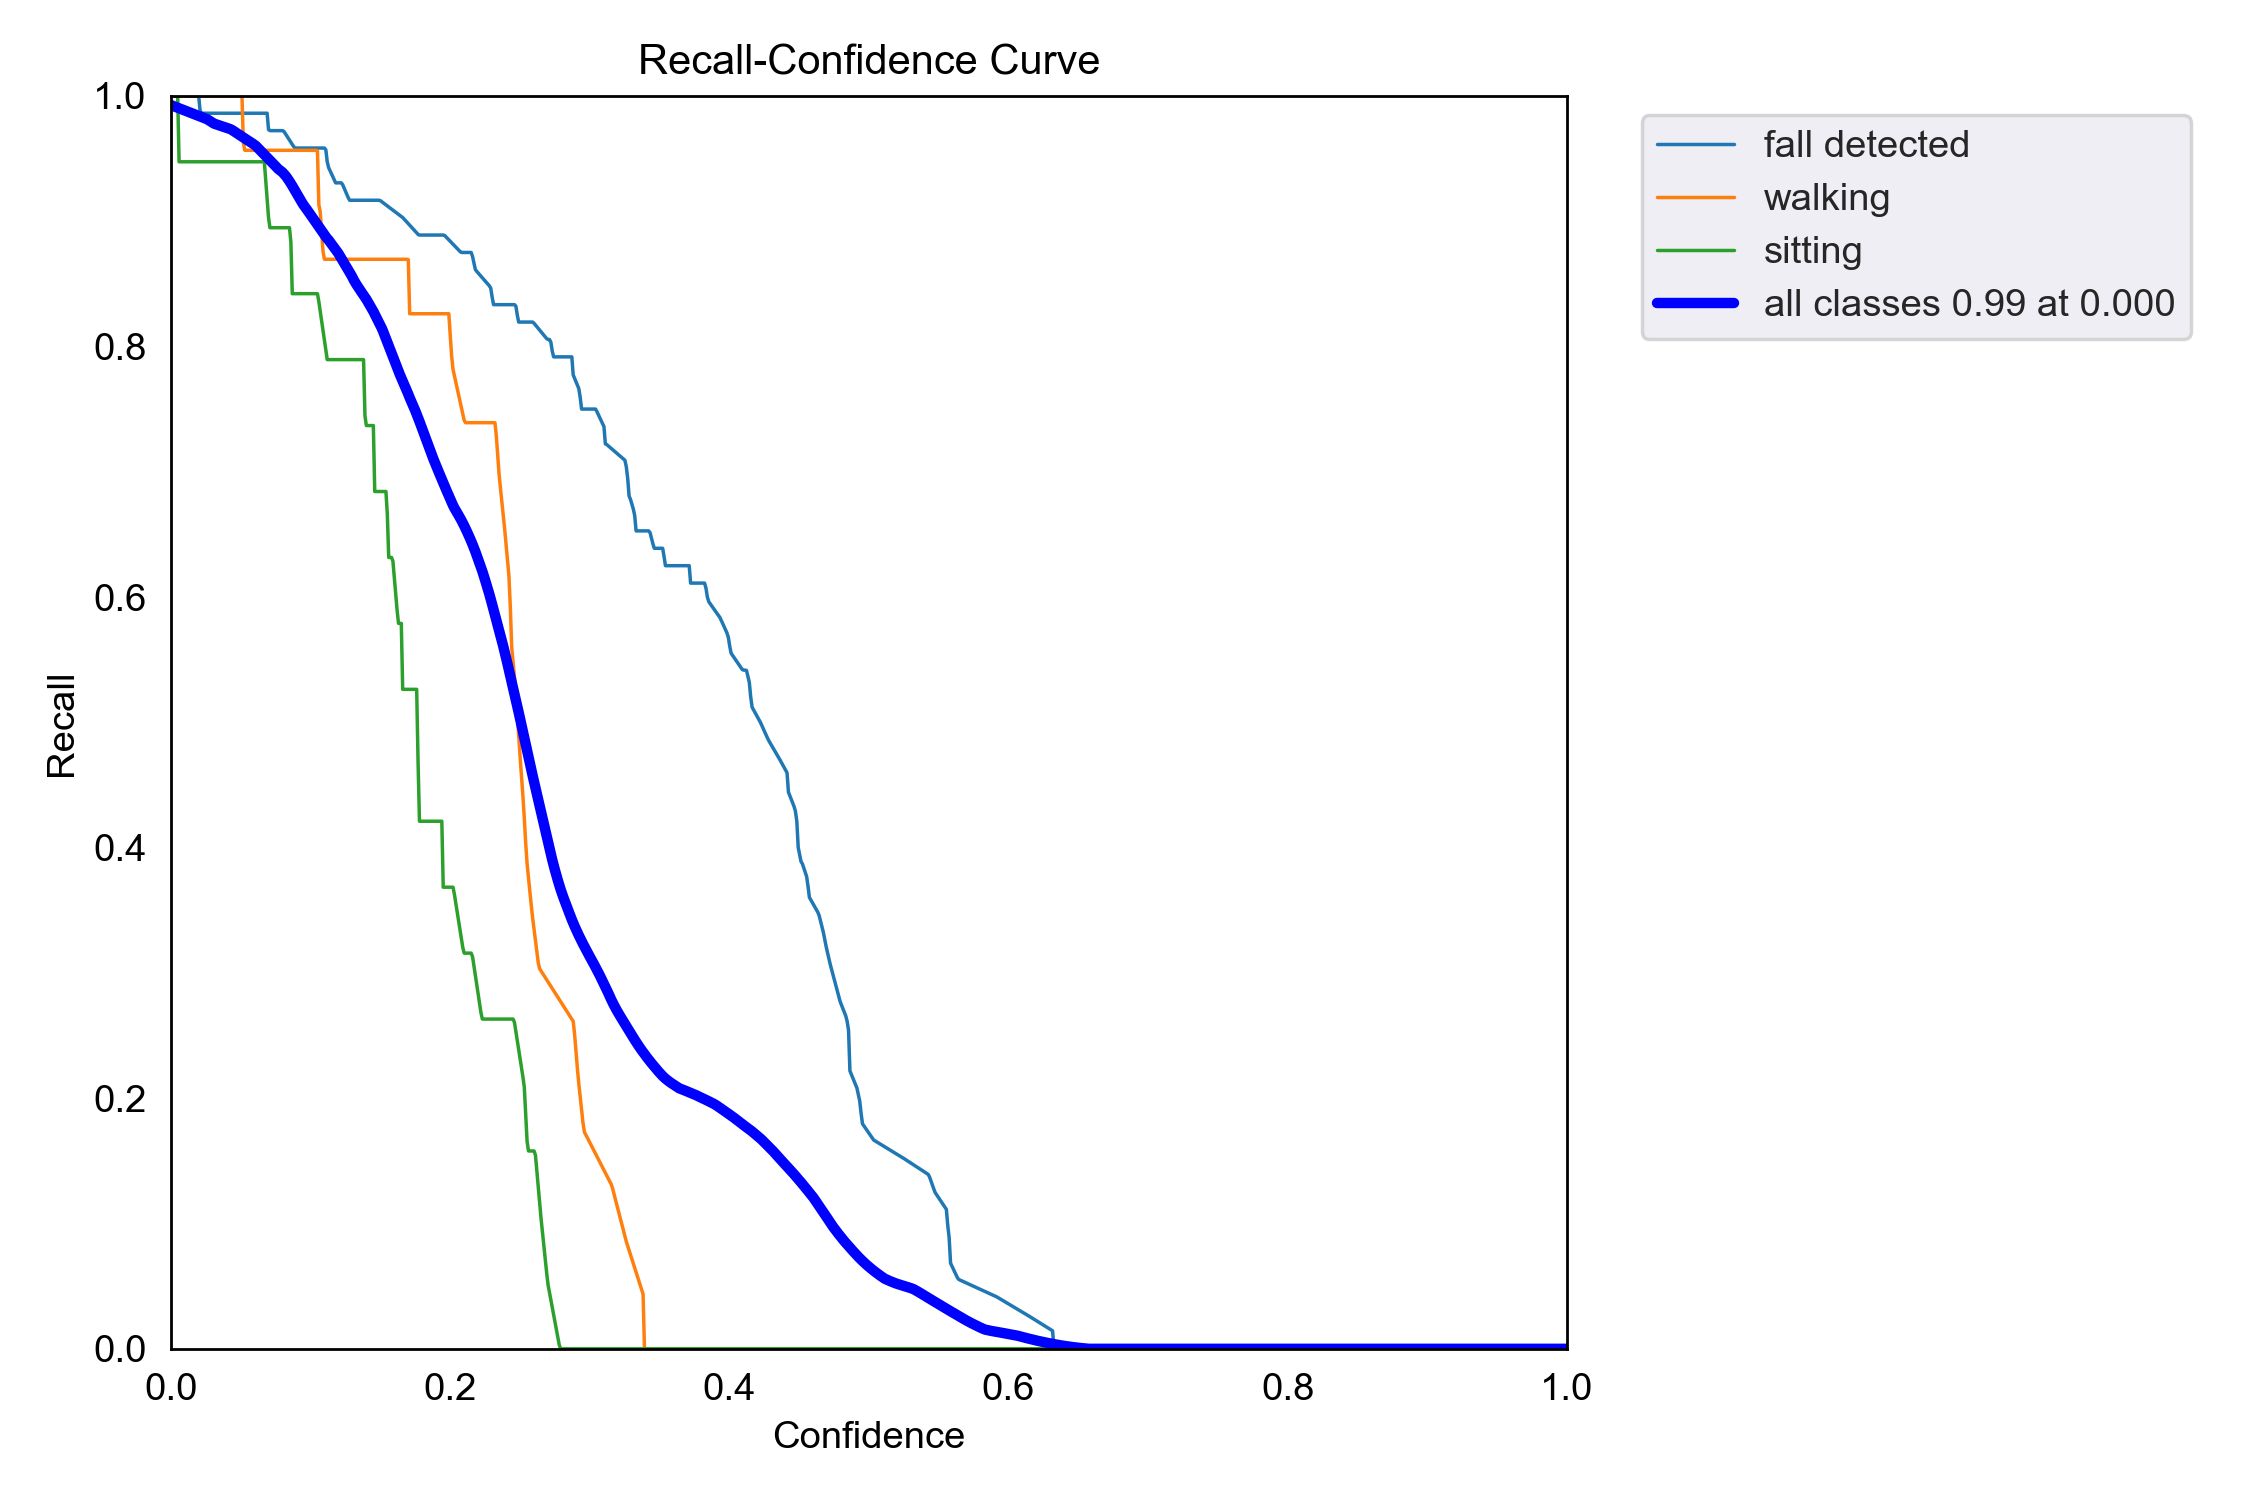 Recall-Confidence Curve
1.0
0.8
0.6
0.4
0.2
0.0
Recall
0.0 0.2 0.4 0.6 0.8 1.0
Confidence
fall detected
walking
sitting
all classes 0.99 at 0.000